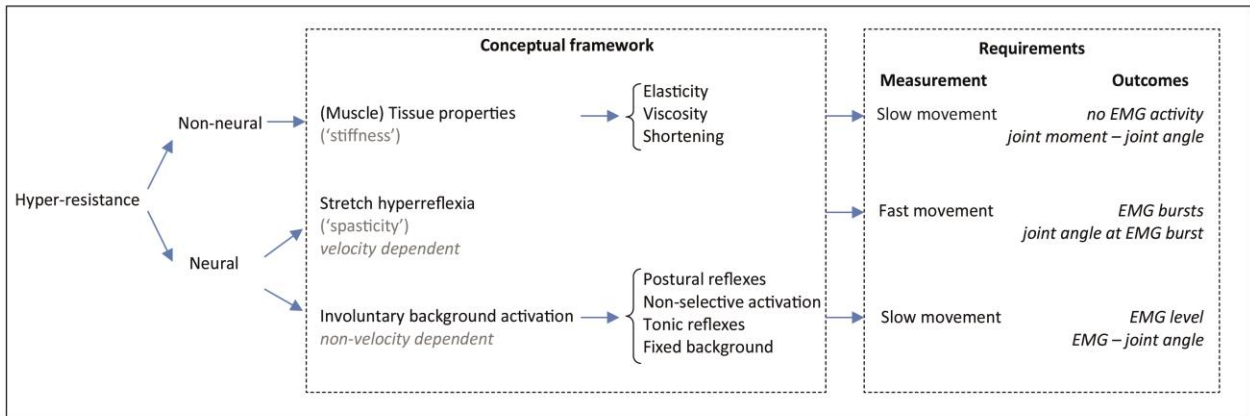 Conceptual framework
Requirements
Measurement
Outcomes
Hyper-resistance
Non-neural
(Muscle) Tissue properties
('stiffness')
Elasticity
Viscosity
Shortening
Slow movement
no EMG activity
joint moment – joint angle
Neural
Stretch hyperreflexia
('spasticity')
velocity dependent
Fast movement
EMG bursts
joint angle at EMG burst
Involuntary background activation
non-velocity dependent
Postural reflexes
Non-selective activation
Tonic reflexes
Fixed background
Slow movement
EMG level
EMG – joint angle